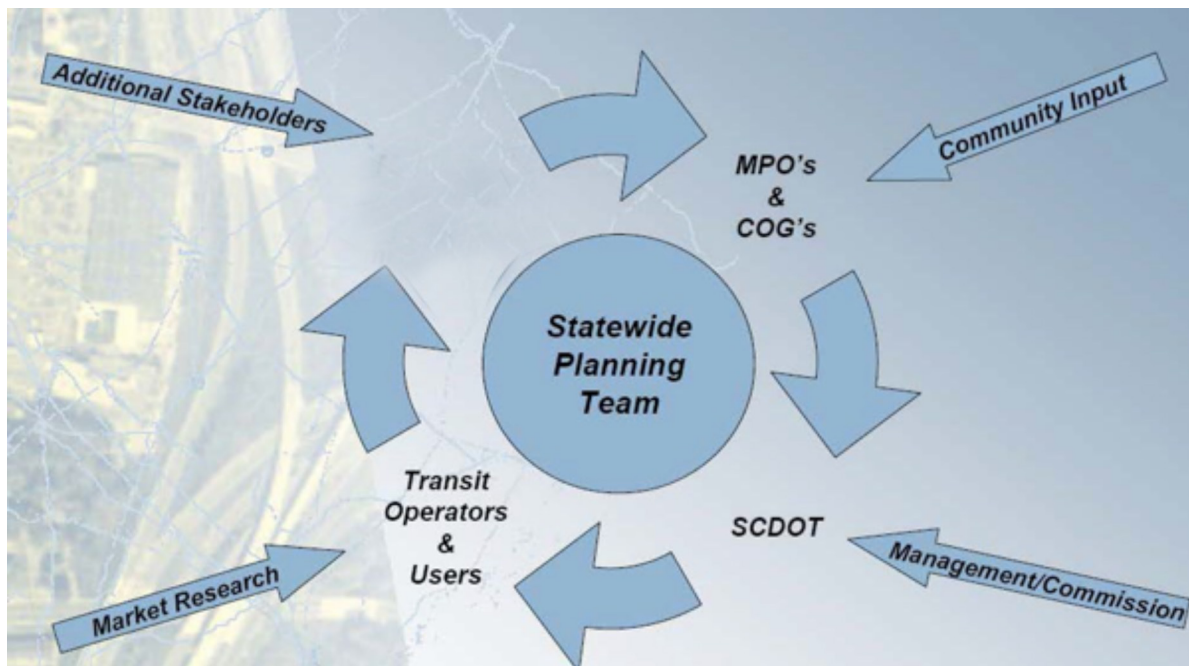 Additional Stakeholders
Community Input
MPO's
&
COG's
Statewide
Planning
Team
Transit
Operators
&
Users
SCDOT
Market Research
Management/Commission